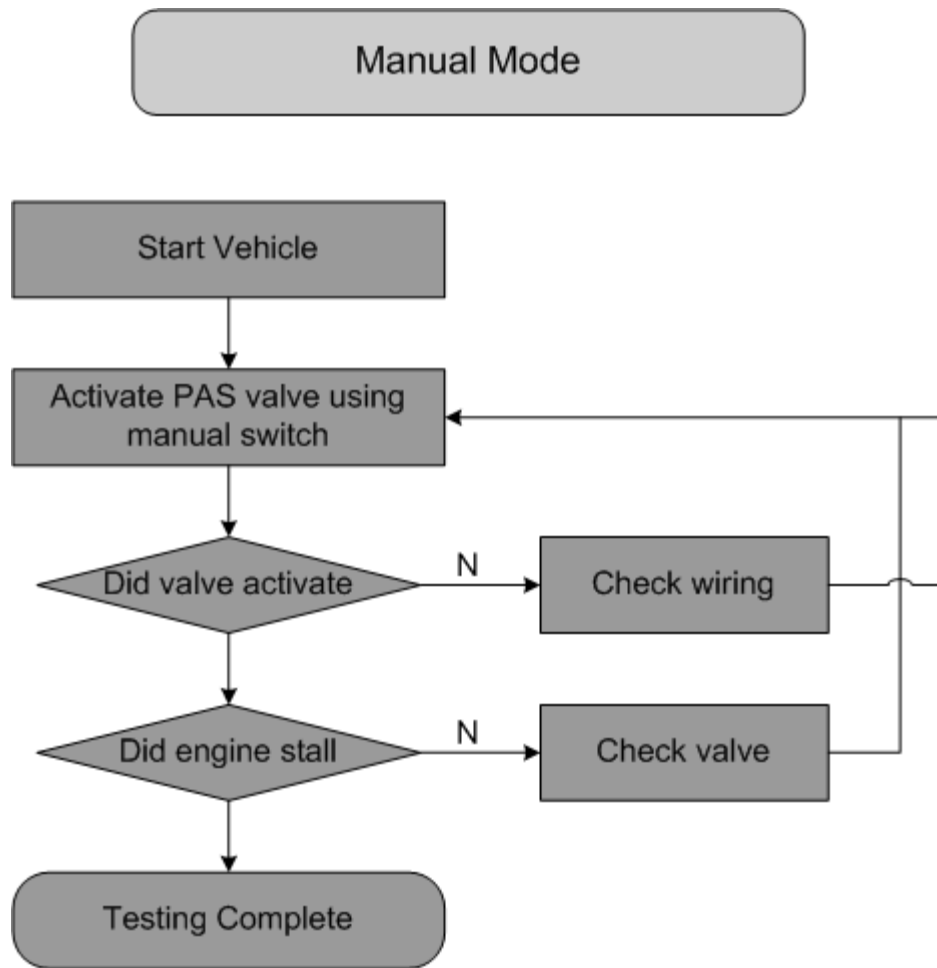 Manual Mode
Start Vehicle
Activate PAS valve using
manual switch
Did valve activate
N
Check wiring
Did engine stall
N
Check valve
Testing Complete